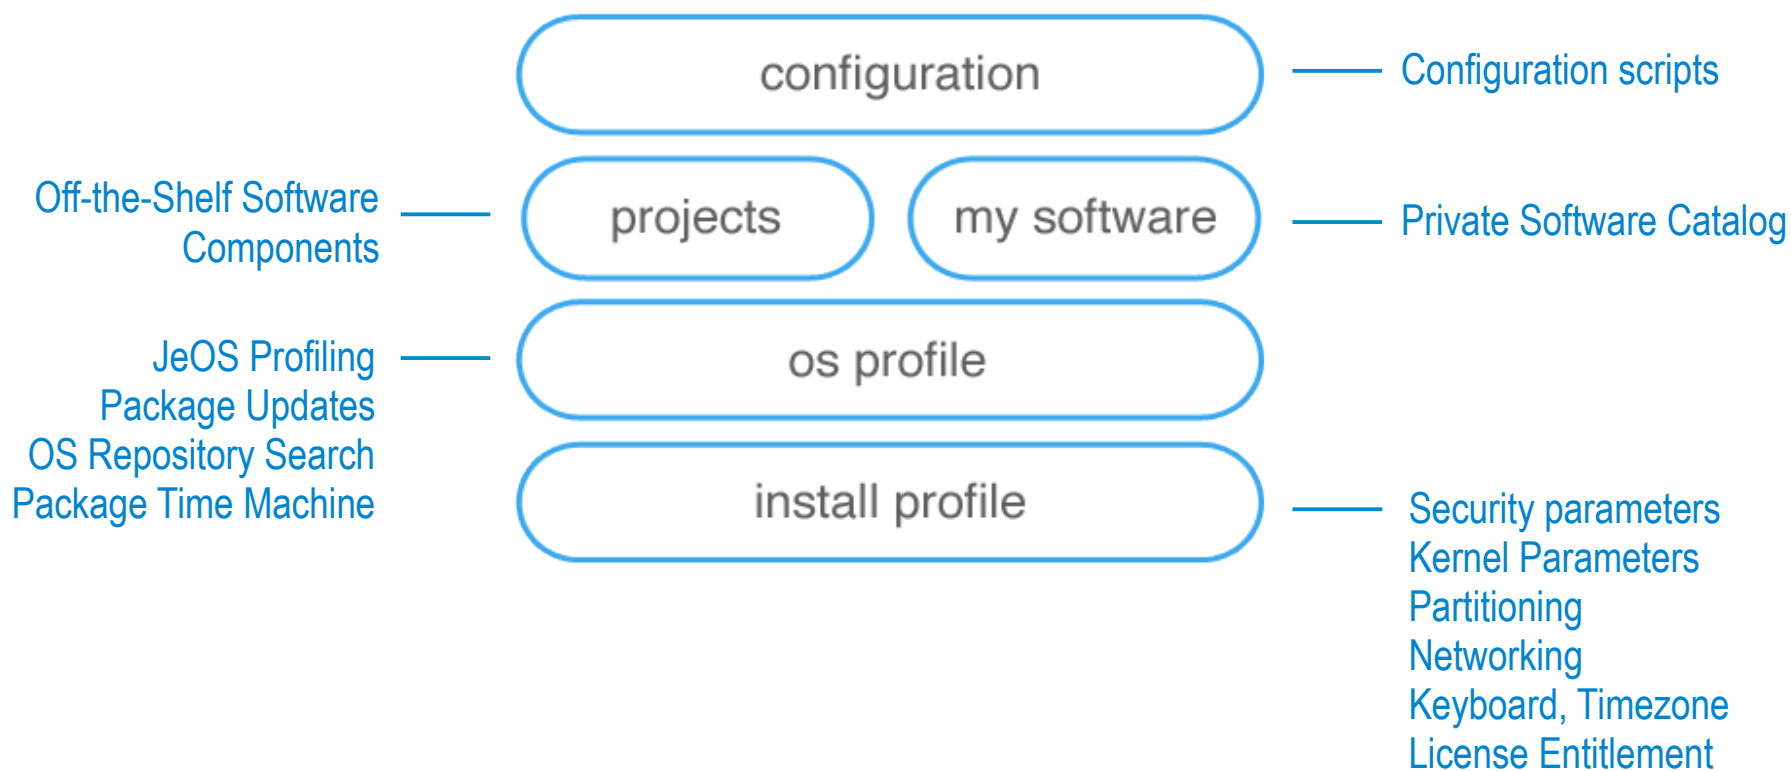 configuration
Configuration scripts
Off-the-Shelf Software
Components
projects
my software
Private Software Catalog
JeOS Profiling
Package Updates
OS Repository Search
Package Time Machine
os profile
install profile
Security parameters
Kernel Parameters
Partitioning
Networking
Keyboard, Timezone
License Entitlement